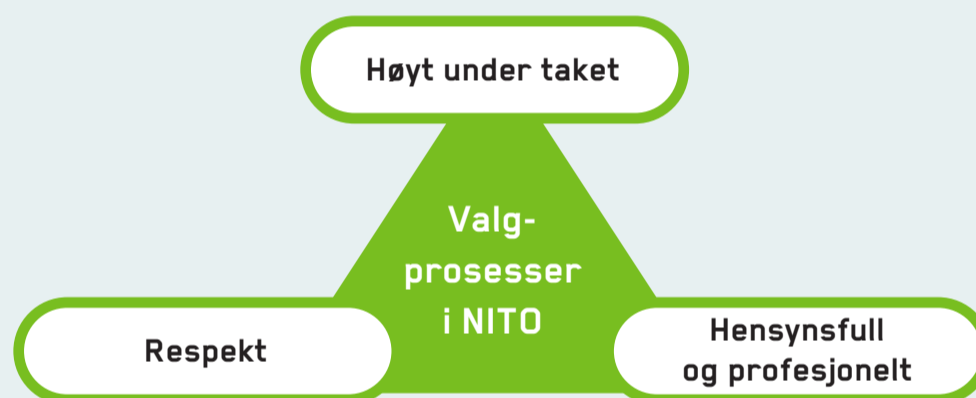 Høyt under taket
Valg-
prosesser
i NITO
Respekt
Hensynsfull
og profesjonelt